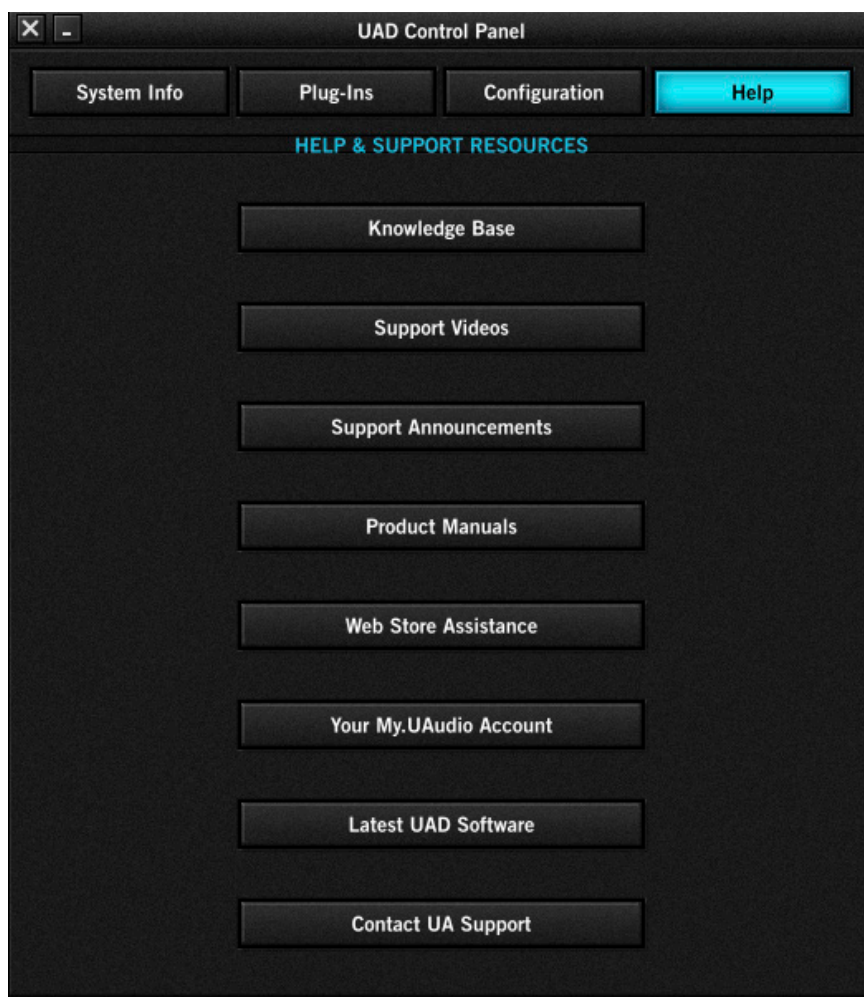 UAD Control Panel
System Info
Plug-Ins
Configuration
Help
HELP & SUPPORT RESOURCES
Knowledge Base
Support Videos
Support Announcements
Product Manuals
Web Store Assistance
Your My.UAudio Account
Latest UAD Software
Contact UA Support